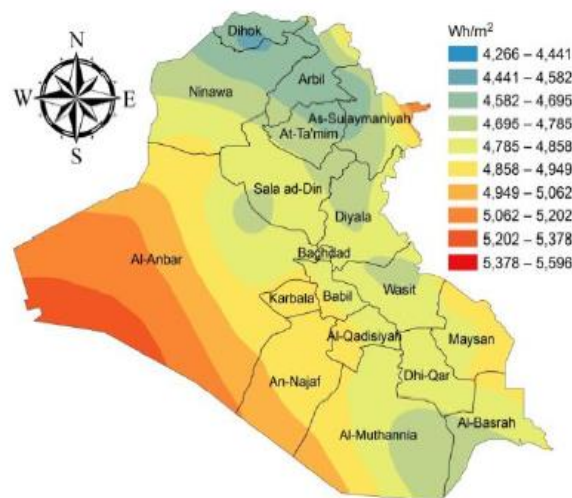 Wh/m²
4,266 – 4,441
4,441 – 4,582
4,582 – 4,695
4,695 – 4,785
4,785 – 4,858
4,858 – 4,949
4,949 – 5,062
5,062 – 5,202
5,202 – 5,378
5,378 – 5,596
N
W E
S
Dihok
Arbil
Ninawa
As-Sulaymaniyah
At-Ta'mim
Sala ad-Din
Diyala
Al-Anbar
Baghdad
Wasit
Karbala
Babil
Al-Qadisiyah
Maysan
An-Najaf
Dhi-Qar
Al-Muthannia
Al-Basrah